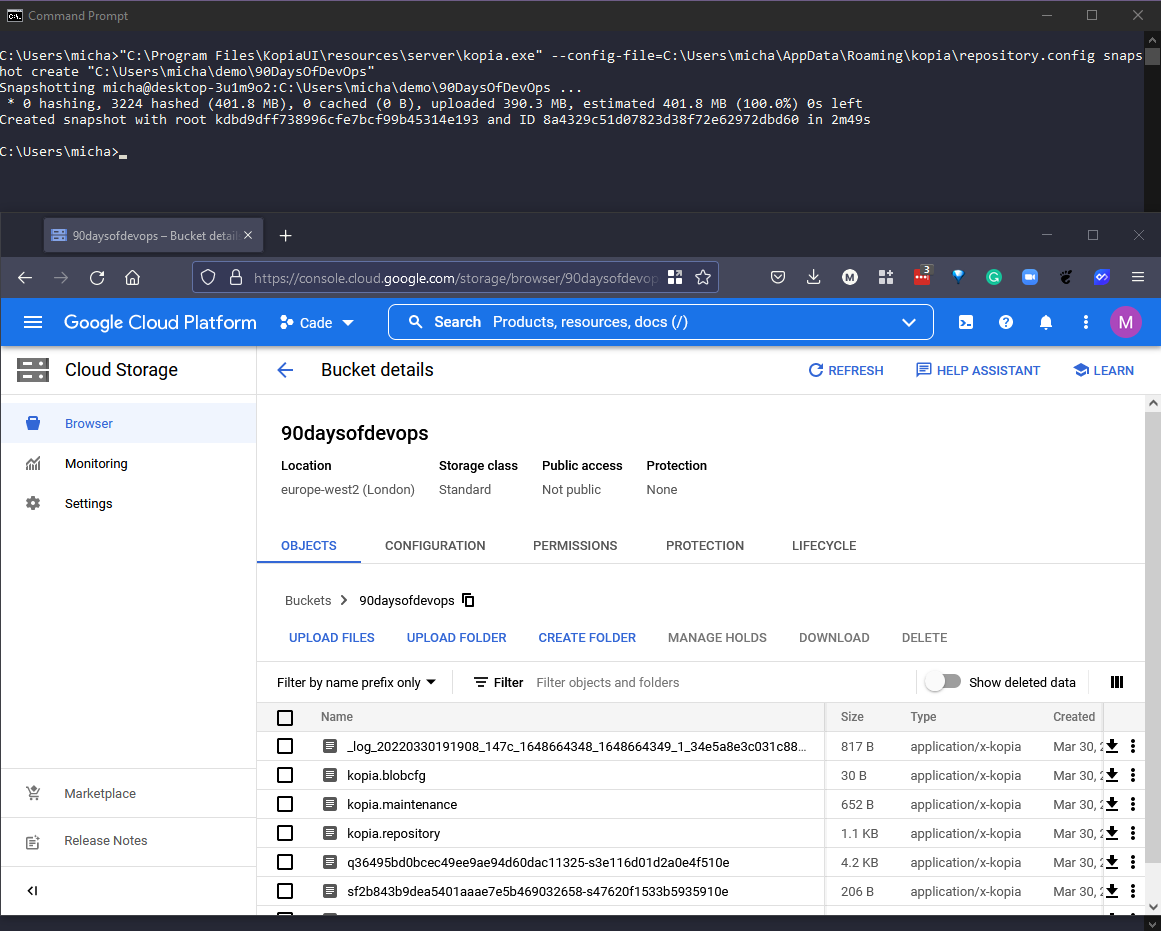 Command Prompt
C:\Users\micha>"C:\Program Files\KopiaUI\resources\server\kopia.exe" --config-file=C:\Users\micha\AppData\Roaming\kopia\repository.config snaps
hot create "C:\Users\micha\demo\90DaysOfDevOps"
Snapshotting micha@desktop-3u1m9o2:C:\Users\micha\demo\90DaysOfDevOps ...
* 0 hashing, 3224 hashed (401.8 MB), 0 cached (0 B), uploaded 390.3 MB, estimated 401.8 MB (100.0%) 0s left
Created snapshot with root kdbd9dff738996cfe7bcf99b45314e193 and ID 8a4329c51d07823d38f72e62972dbd60 in 2m49s
C:\Users\micha>
90daysofdevops – Bucket detail
https://console.cloud.google.com/storage/browser/90daysofdevop
M
3
G
Google Cloud Platform
Cade
Search Products, resources, docs (/)
M
Cloud Storage
Bucket details
REFRESH
HELP ASSISTANT
LEARN
Browser
Monitoring
Settings
Marketplace
Release Notes
90daysofdevops
Location Storage class Public access Protection
europe-west2 (London) Standard Not public None
OBJECTS CONFIGURATION PERMISSIONS PROTECTION LIFECYCLE
Buckets > 90daysofdevops
UPLOAD FILES UPLOAD FOLDER CREATE FOLDER MANAGE HOLDS DOWNLOAD DELETE
Filter by name prefix only Filter Filter objects and folders Show deleted data
Name Size Type Created
_log_20220330191908_147c_1648664348_1648664349_1_34e5a8e3c031c88... 817 B application/x-kopia Mar 30, 2
kopia.blobcfg 30 B application/x-kopia Mar 30, 2
kopia.maintenance 652 B application/x-kopia Mar 30, 2
kopia.repository 1.1 KB application/x-kopia Mar 30, 2
q36495bd0bcec49ee9ae94d60dac11325-s3e116d01d2a0e4f510e 4.2 KB application/x-kopia Mar 30, 2
sf2b843b9dea5401aaae7e5b469032658-s47620f1533b5935910e 206 B application/x-kopia Mar 30, 2